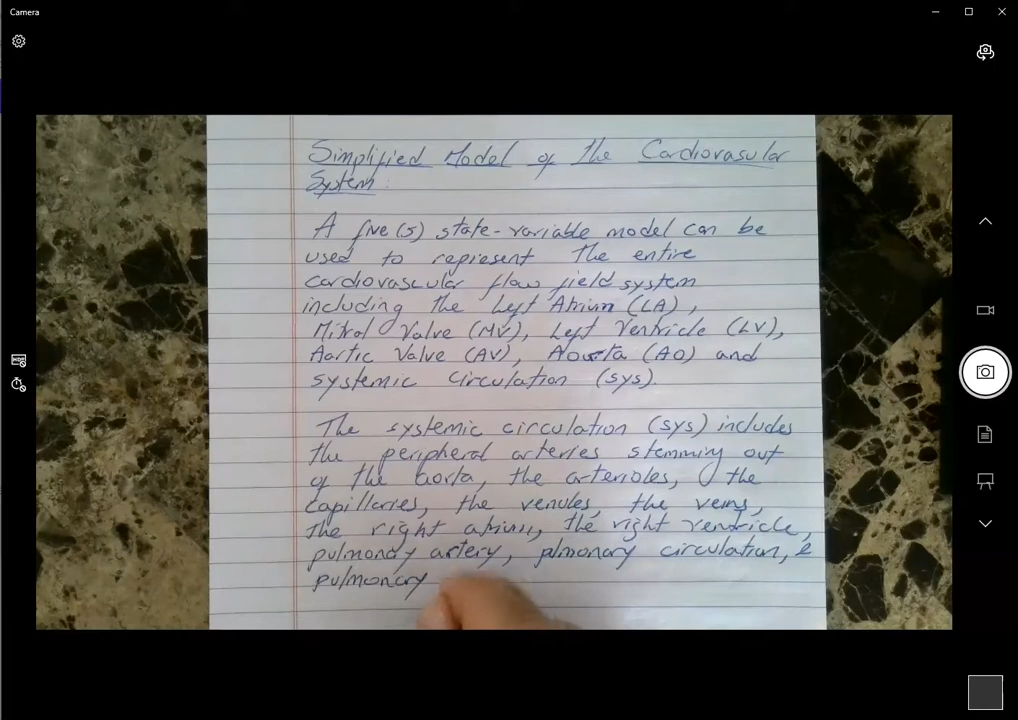 Camera
Simplified Model of the Cardiovasular
System:
A five(5) state-variable model can be
used to represent the entire
cardiovascular flow field system
including the Left Atrium (LA),
Mitral Valve (MV), Left Ventricle (LV),
Aartic Valve (AV), Aorta (AO) and
systemic circulation (sys).
The systemic circulation (sys) includes
the peripheral arteries stemming out
of the aorta, the arterioles, the
capillaries, the venules, the veins,
the right atrium, the right ventricle,
pulmonary artery, plmonary circulation, &
pulmonary